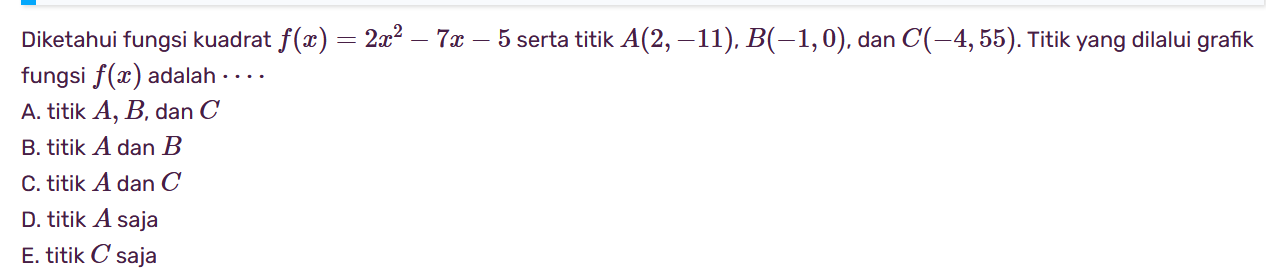 Diketahui fungsi kuadrat f(x) = 2x² − 7x − 5 serta titik A(2, −11), B(−1, 0), dan C(−4, 55). Titik yang dilalui grafik
fungsi f(x) adalah · · · ·
A. titik A, B, dan C
B. titik A dan B
C. titik A dan C
D. titik A saja
E. titik C saja